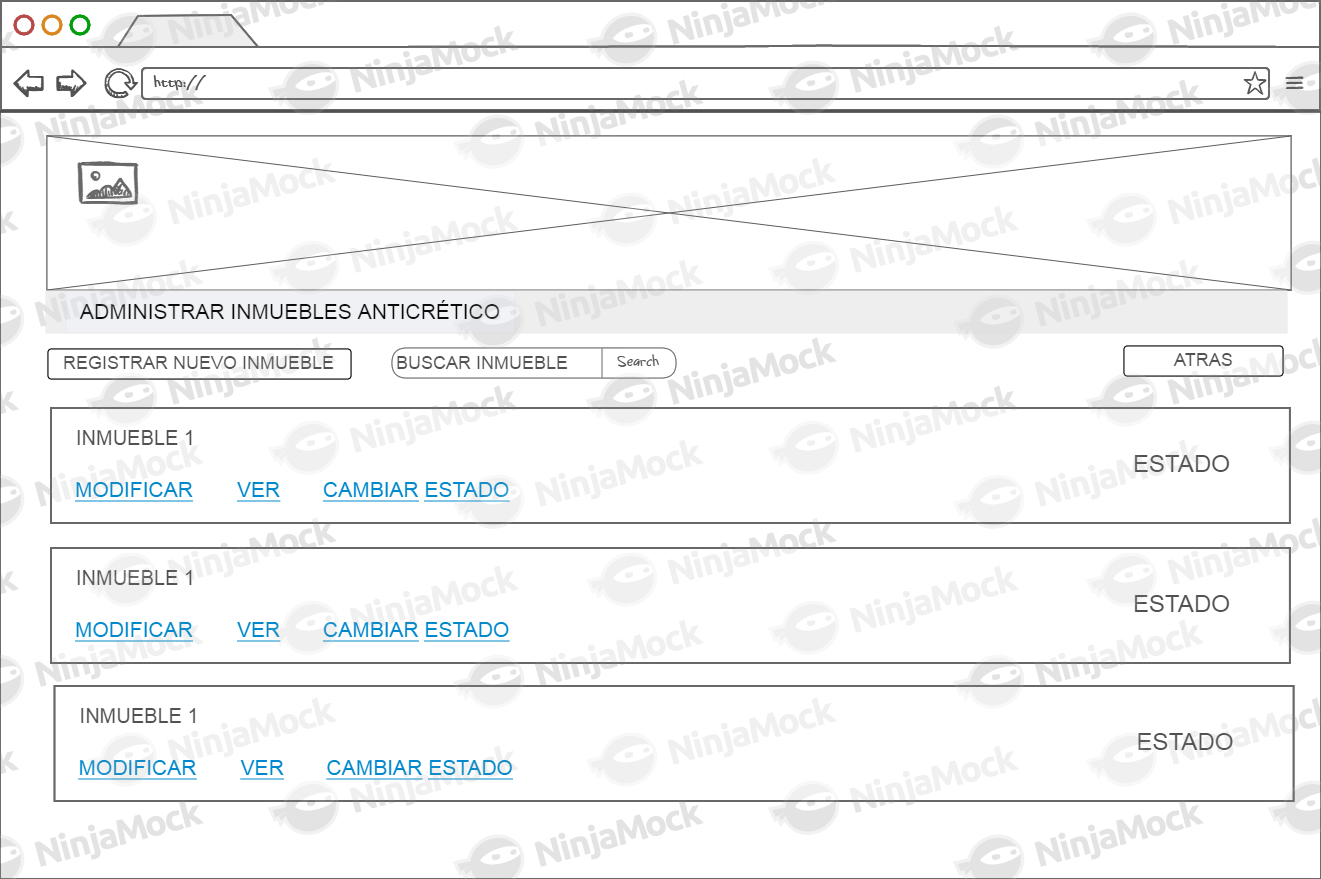 http://
ADMINISTRAR INMUEBLES ANTICRÉTICO
REGISTRAR NUEVO INMUEBLE
BUSCAR INMUEBLE Search
ATRAS
INMUEBLE 1
ESTADO
MODIFICAR VER CAMBIAR ESTADO
INMUEBLE 1
ESTADO
MODIFICAR VER CAMBIAR ESTADO
INMUEBLE 1
ESTADO
MODIFICAR VER CAMBIAR ESTADO
NinjaMock